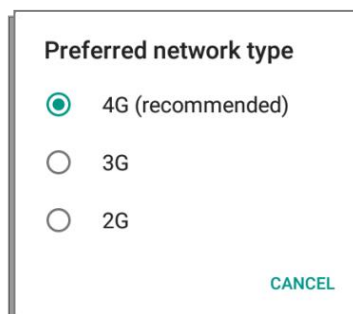 Preferred network type
4G (recommended)
3G
2G
CANCEL